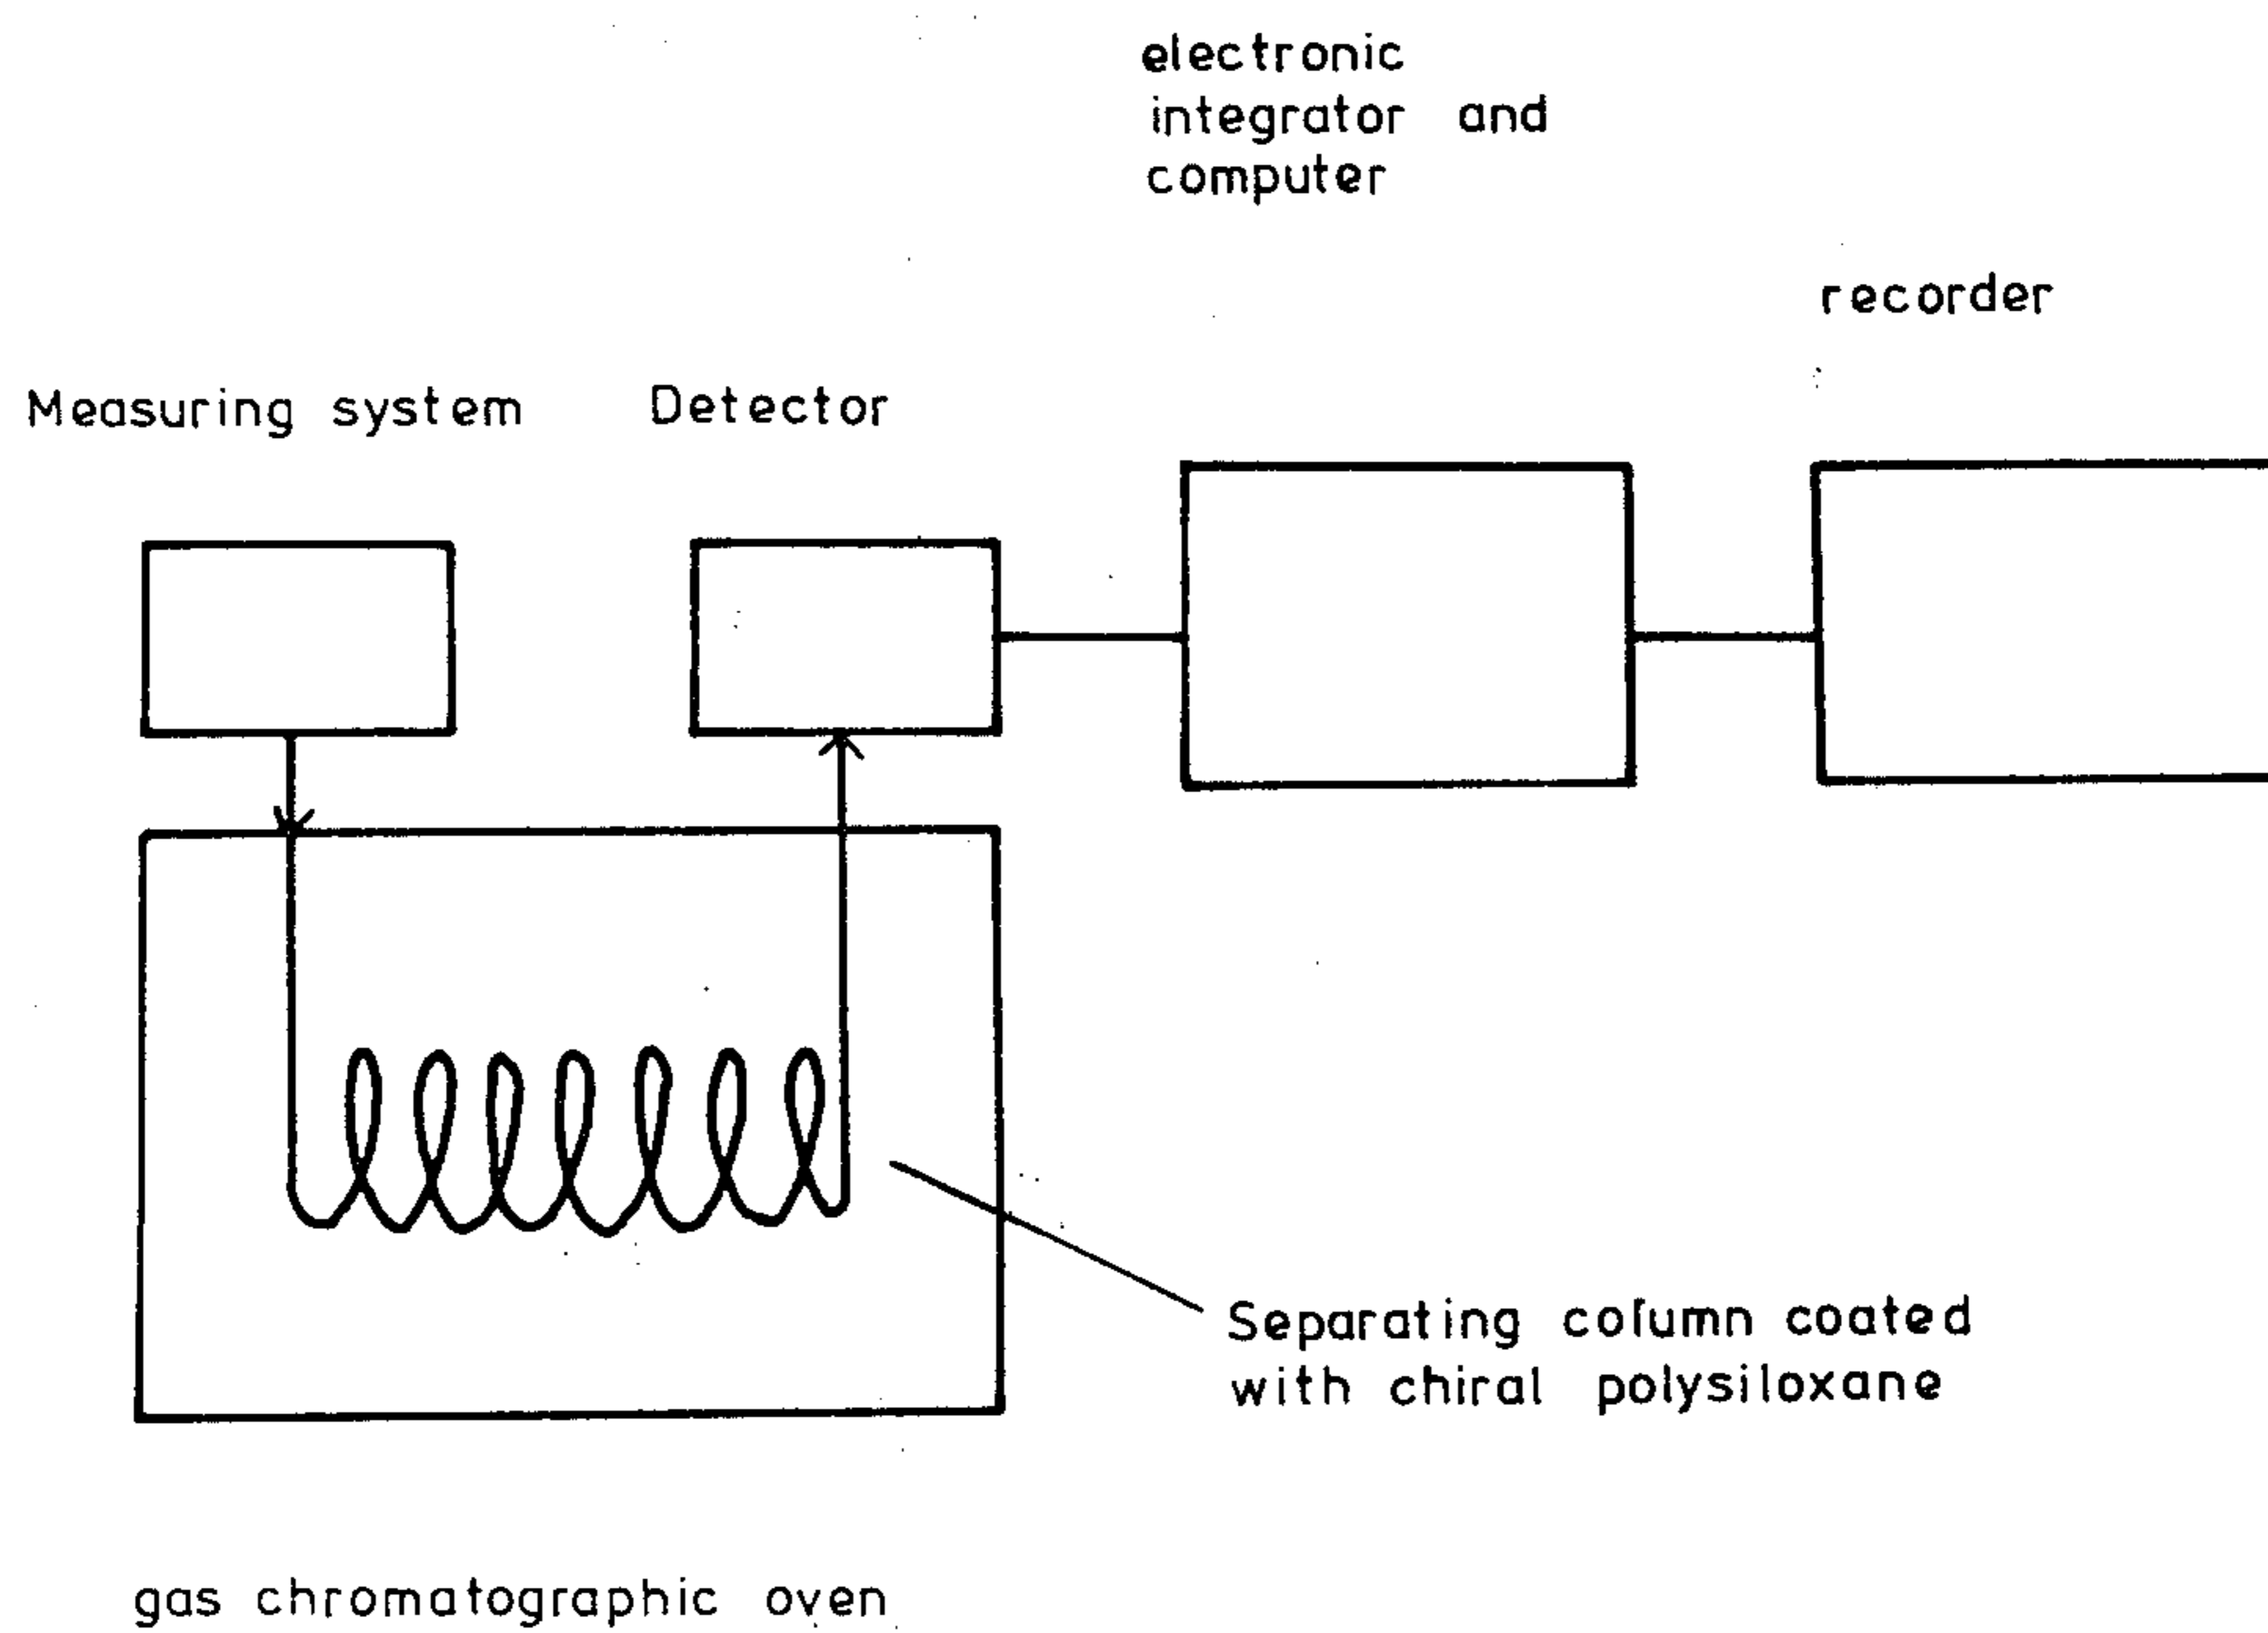 electronic
integrator and
computer
recorder
Measuring system
Detector
Separating column coated
with chiral polysiloxane
gas chromatographic oven